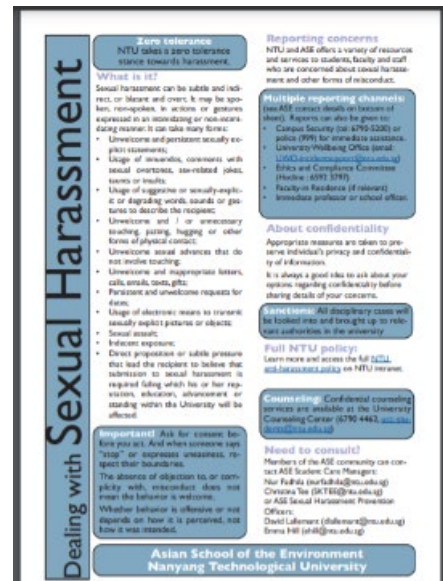 Dealing with Sexual Harassment
Zero tolerance
NTU takes a zero tolerance
stance towards harassment.
What is it?
Sexual harassment can be subtle and indi-
rect, or blatant and overt. It may be spo-
ken, non-spoken, in actions or gestures
expressed in an intimidating or non-intimi-
dating manner. It can take many forms:
• Unwelcome and persistent sexually ex-
plicit statements;
• Usage of innuendos, comments with
sexual overtones, sex-related jokes,
taunts or insults;
• Usage of suggestive or sexually-explic-
it or degrading words, sounds or ges-
tures to describe the recipient;
• Unwelcome and / or unnecessary
touching, patting, hugging or other
forms of physical contact;
• Unwelcome sexual advances that do
not involve touching;
• Unwelcome and inappropriate letters,
calls, emails, texts, gifts;
• Persistent and unwelcome requests for
dates;
• Usage of electronic means to transmit
sexually explicit pictures or objects;
• Sexual assault;
• Indecent exposure;
• Direct proposition or subtle pressure
that lead the recipient to believe that
submission to sexual harassment is
required failing which his or her rep-
utation, education, advancement or
standing within the University will be
affected.
Important! Ask for consent be-
fore you act. And when someone says
"stop" or expresses uneasiness, re-
spect their boundaries.
The absence of objection to, or com-
plicity with, misconduct does not
mean the behavior is welcome.
Whether behavior is offensive or not
depends on how it is perceived, not
how it was intended.
Reporting concerns
NTU and ASE offers a variety of resources
and services to students, faculty and staff
who are concerned about sexual harass-
ment and other forms of misconduct.
Multiple reporting channels:
(see ASE contact details on bottom of
sheet). Reports can also be given to:
• Campus Security (tel: 6790 5200) or
police (999) for immediate assistance.
• University Wellbeing Office (email:
• Ethics and Compliance Committee
(Hotline : 6592 3797)
• Faculty-in Residence (if relevant)
• Immediate professor or school officer.
About confidentiality
Appropriate measures are taken to pre-
serve individual's privacy and confidential-
ity of information.
It is always a good idea to ask about your
options regarding confidentiality before
sharing details of your concerns.
Sanctions: All disciplinary cases will
be looked into and brought up to rele-
vant authorities in the university
Full NTU policy:
Learn more and access the full NTU
anti-harassment policy on NTU intranet.
Counseling: Confidential counseling
services are available at the University
Counseling Center (6790 4462,
Need to consult?
Members of the ASE community can con-
tact ASE Student Care Managers:
Nur Fadhila (nurfadhila@ntu.edu.sg)
Christina Tee (SKTEE@ntu.edu.sg)
or ASE Sexual Harassment Prevention
Officers:
David Lallemant (dlallemant@ntu.edu.sg)
Emma Hill (ehill@ntu.edu.sg)
Asian School of the Environment
Nanyang Technological University